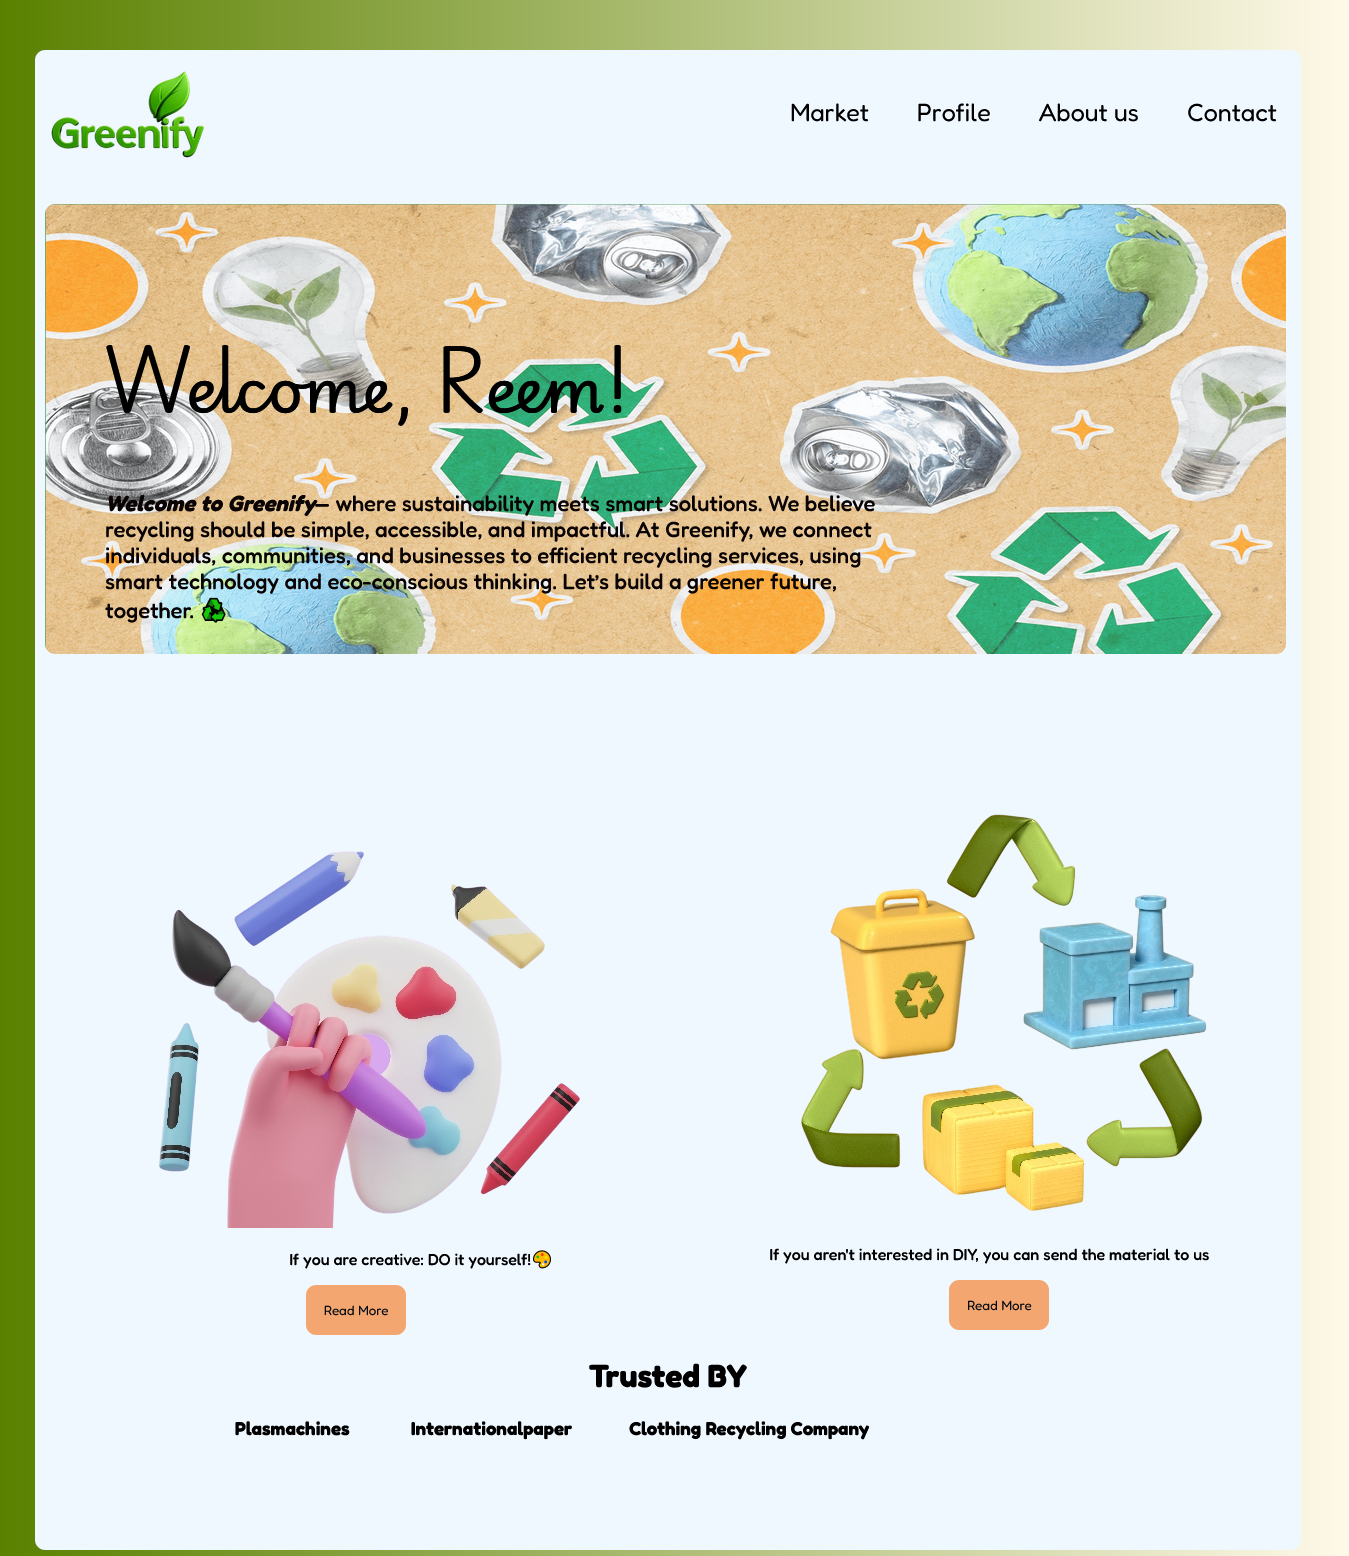 Greenify
Market Profile About us Contact
Welcome, Reem!
Welcome to Greenify— where sustainability meets smart solutions. We believe
recycling should be simple, accessible, and impactful. At Greenify, we connect
individuals, communities, and businesses to efficient recycling services, using
smart technology and eco-conscious thinking. Let’s build a greener future,
together. ♻
If you are creative: DO it yourself!🎨
Read More
If you aren't interested in DIY, you can send the material to us
Read More
Trusted BY
Plasmachines Internationalpaper Clothing Recycling Company